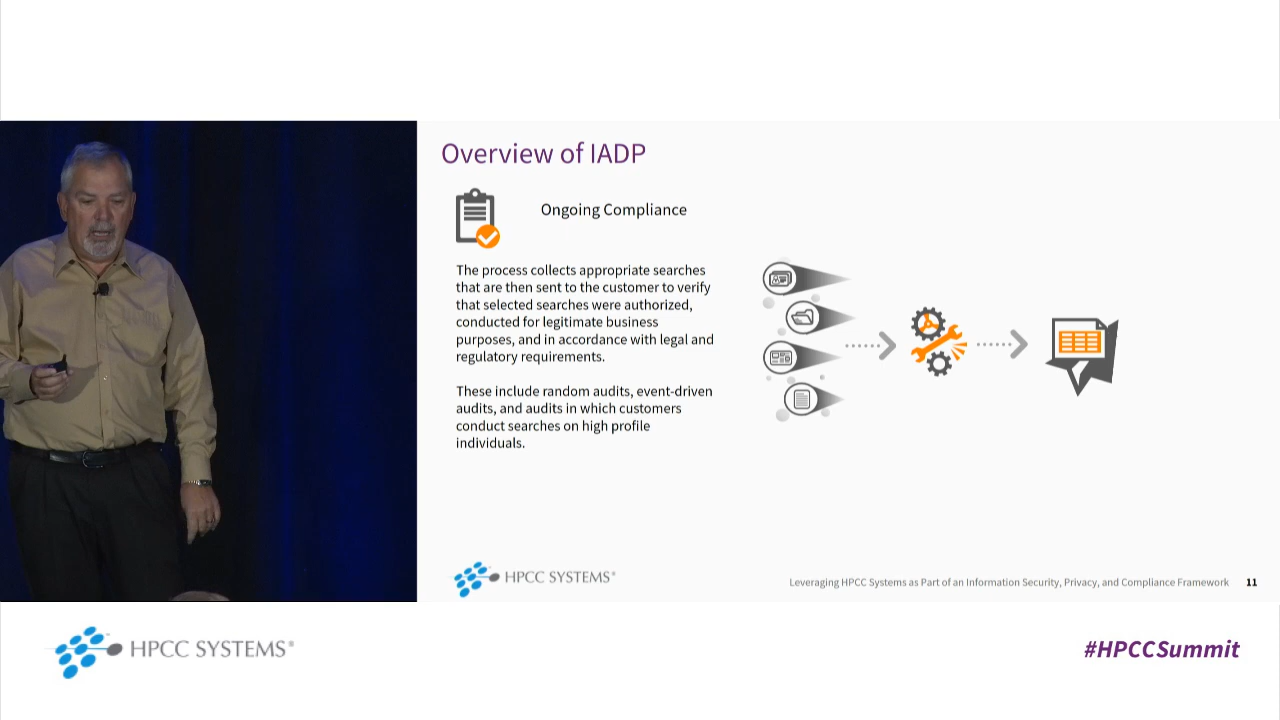 Overview of IADP
Ongoing Compliance
The process collects appropriate searches
that are then sent to the customer to verify
that selected searches were authorized,
conducted for legitimate business
purposes, and in accordance with legal and
regulatory requirements.
These include random audits, event-driven
audits, and audits in which customers
conduct searches on high profile
individuals.
HPCC SYSTEMS®
Leveraging HPCC Systems as Part of an Information Security, Privacy, and Compliance Framework 11
HPCC SYSTEMS®
#HPCCSummit